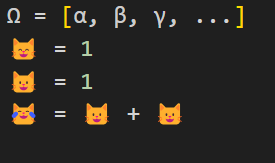 Ω = [α, β, γ, ...]
😸 = 1
🐱 = 1
😹 = 🐱 + 🐱